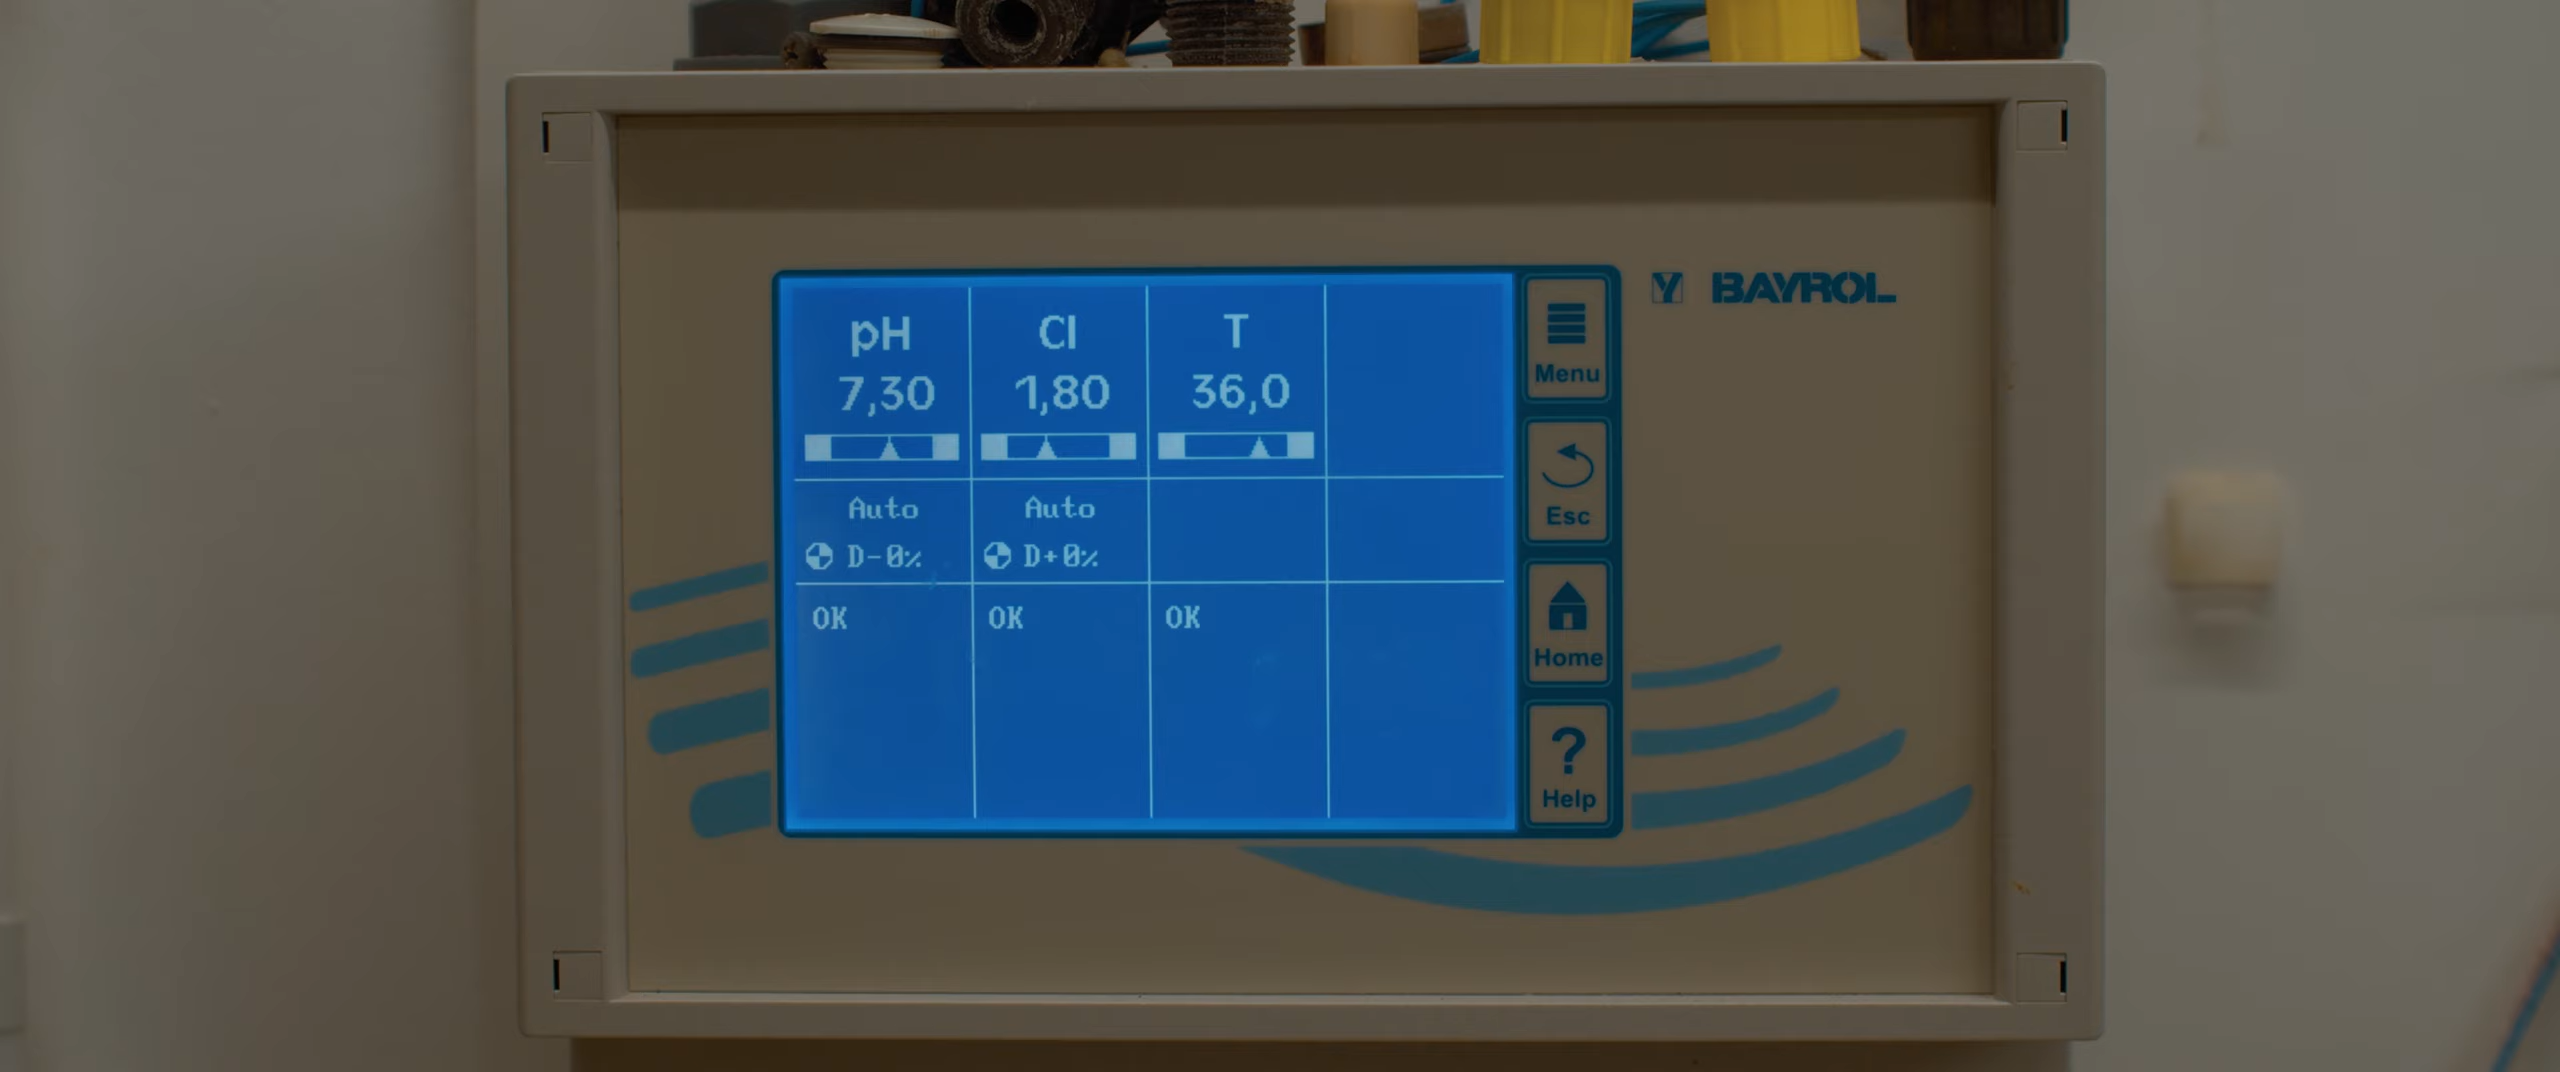 BAYROL
pH Cl T
7,30 1,80 36,0
Auto Auto
D-0% D+0%
OK OK OK
Menu
Esc
Home
? Help